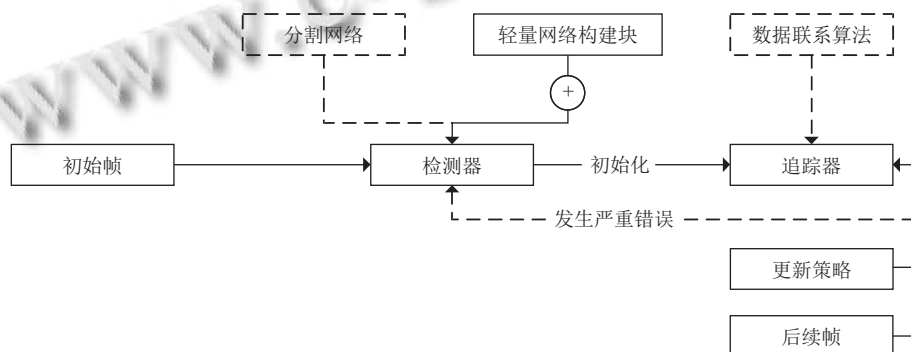 www.
分割网络
轻量网络构建块
数据联系算法
+
初始帧
检测器
初始化
追踪器
发生严重错误
更新策略
后续帧